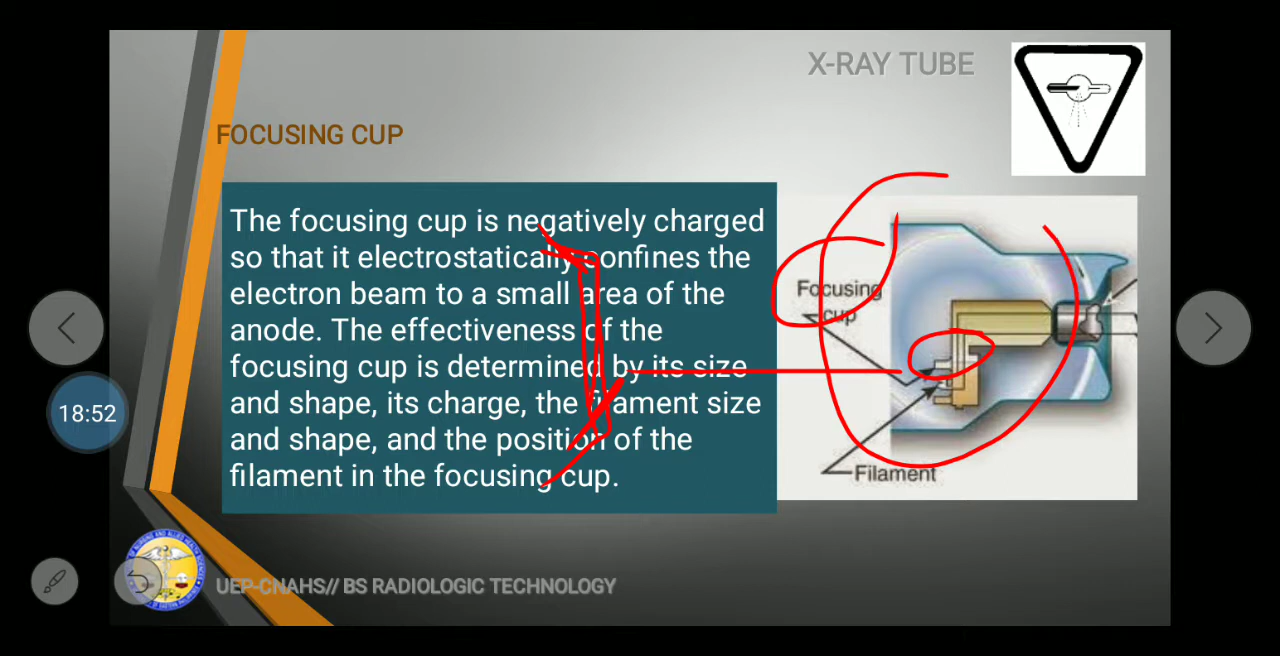 X-RAY TUBE
FOCUSING CUP
The focusing cup is negatively charged
so that it electrostatically confines the
electron beam to a small area of the
anode. The effectiveness of the
focusing cup is determined by its size
and shape, its charge, the filament size
and shape, and the position of the
filament in the focusing cup.
Focusing
cup
Filament
18:52
UEP-CNAHS// BS RADIOLOGIC TECHNOLOGY